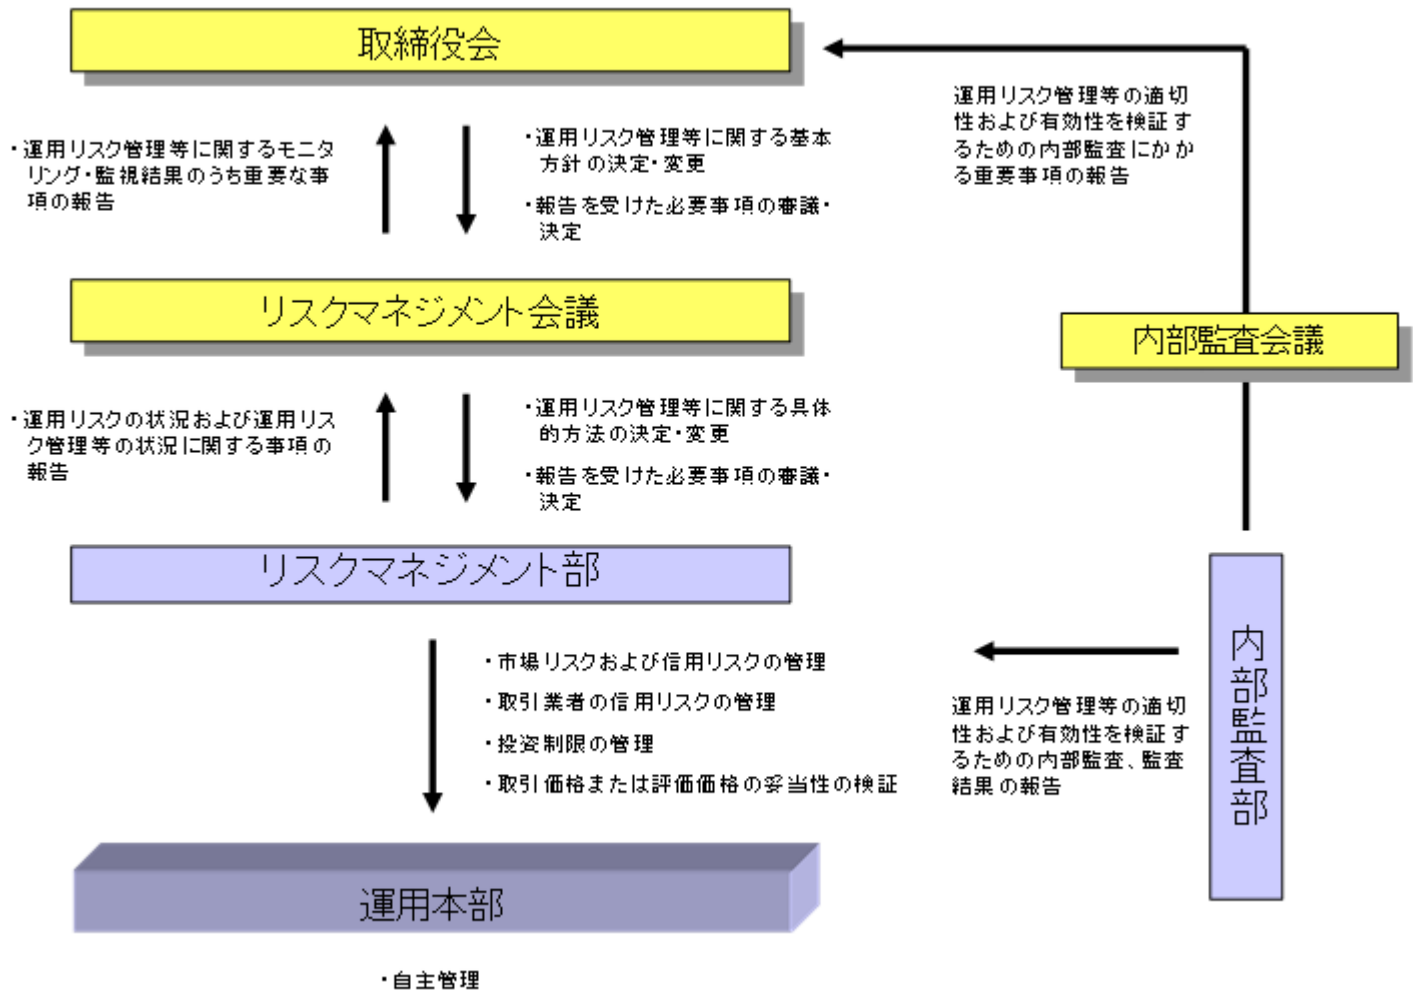 取締役会
・運用リスク管理等に関するモニタ
リング・監視結果のうち重要な事
項の報告
・運用リスク管理等に関する基本
方針の決定・変更
・報告を受けた必要事項の審議・
決定
運用リスク管理等の適切
性および有効性を検証す
るための内部監査にかか
る重要事項の報告
リスクマネジメント会議
内部監査会議
・運用リスクの状況および運用リス
ク管理等の状況に関する事項の
報告
・運用リスク管理等に関する具体
的方法の決定・変更
・報告を受けた必要事項の審議・
決定
リスクマネジメント部
・市場リスクおよび信用リスクの管理
・取引業者の信用リスクの管理
・投資制限の管理
・取引価格または評価価格の妥当性の検証
運用リスク管理等の適切
性および有効性を検証す
るための内部監査、監査
結果の報告
内部監査部
運用本部
・自主管理